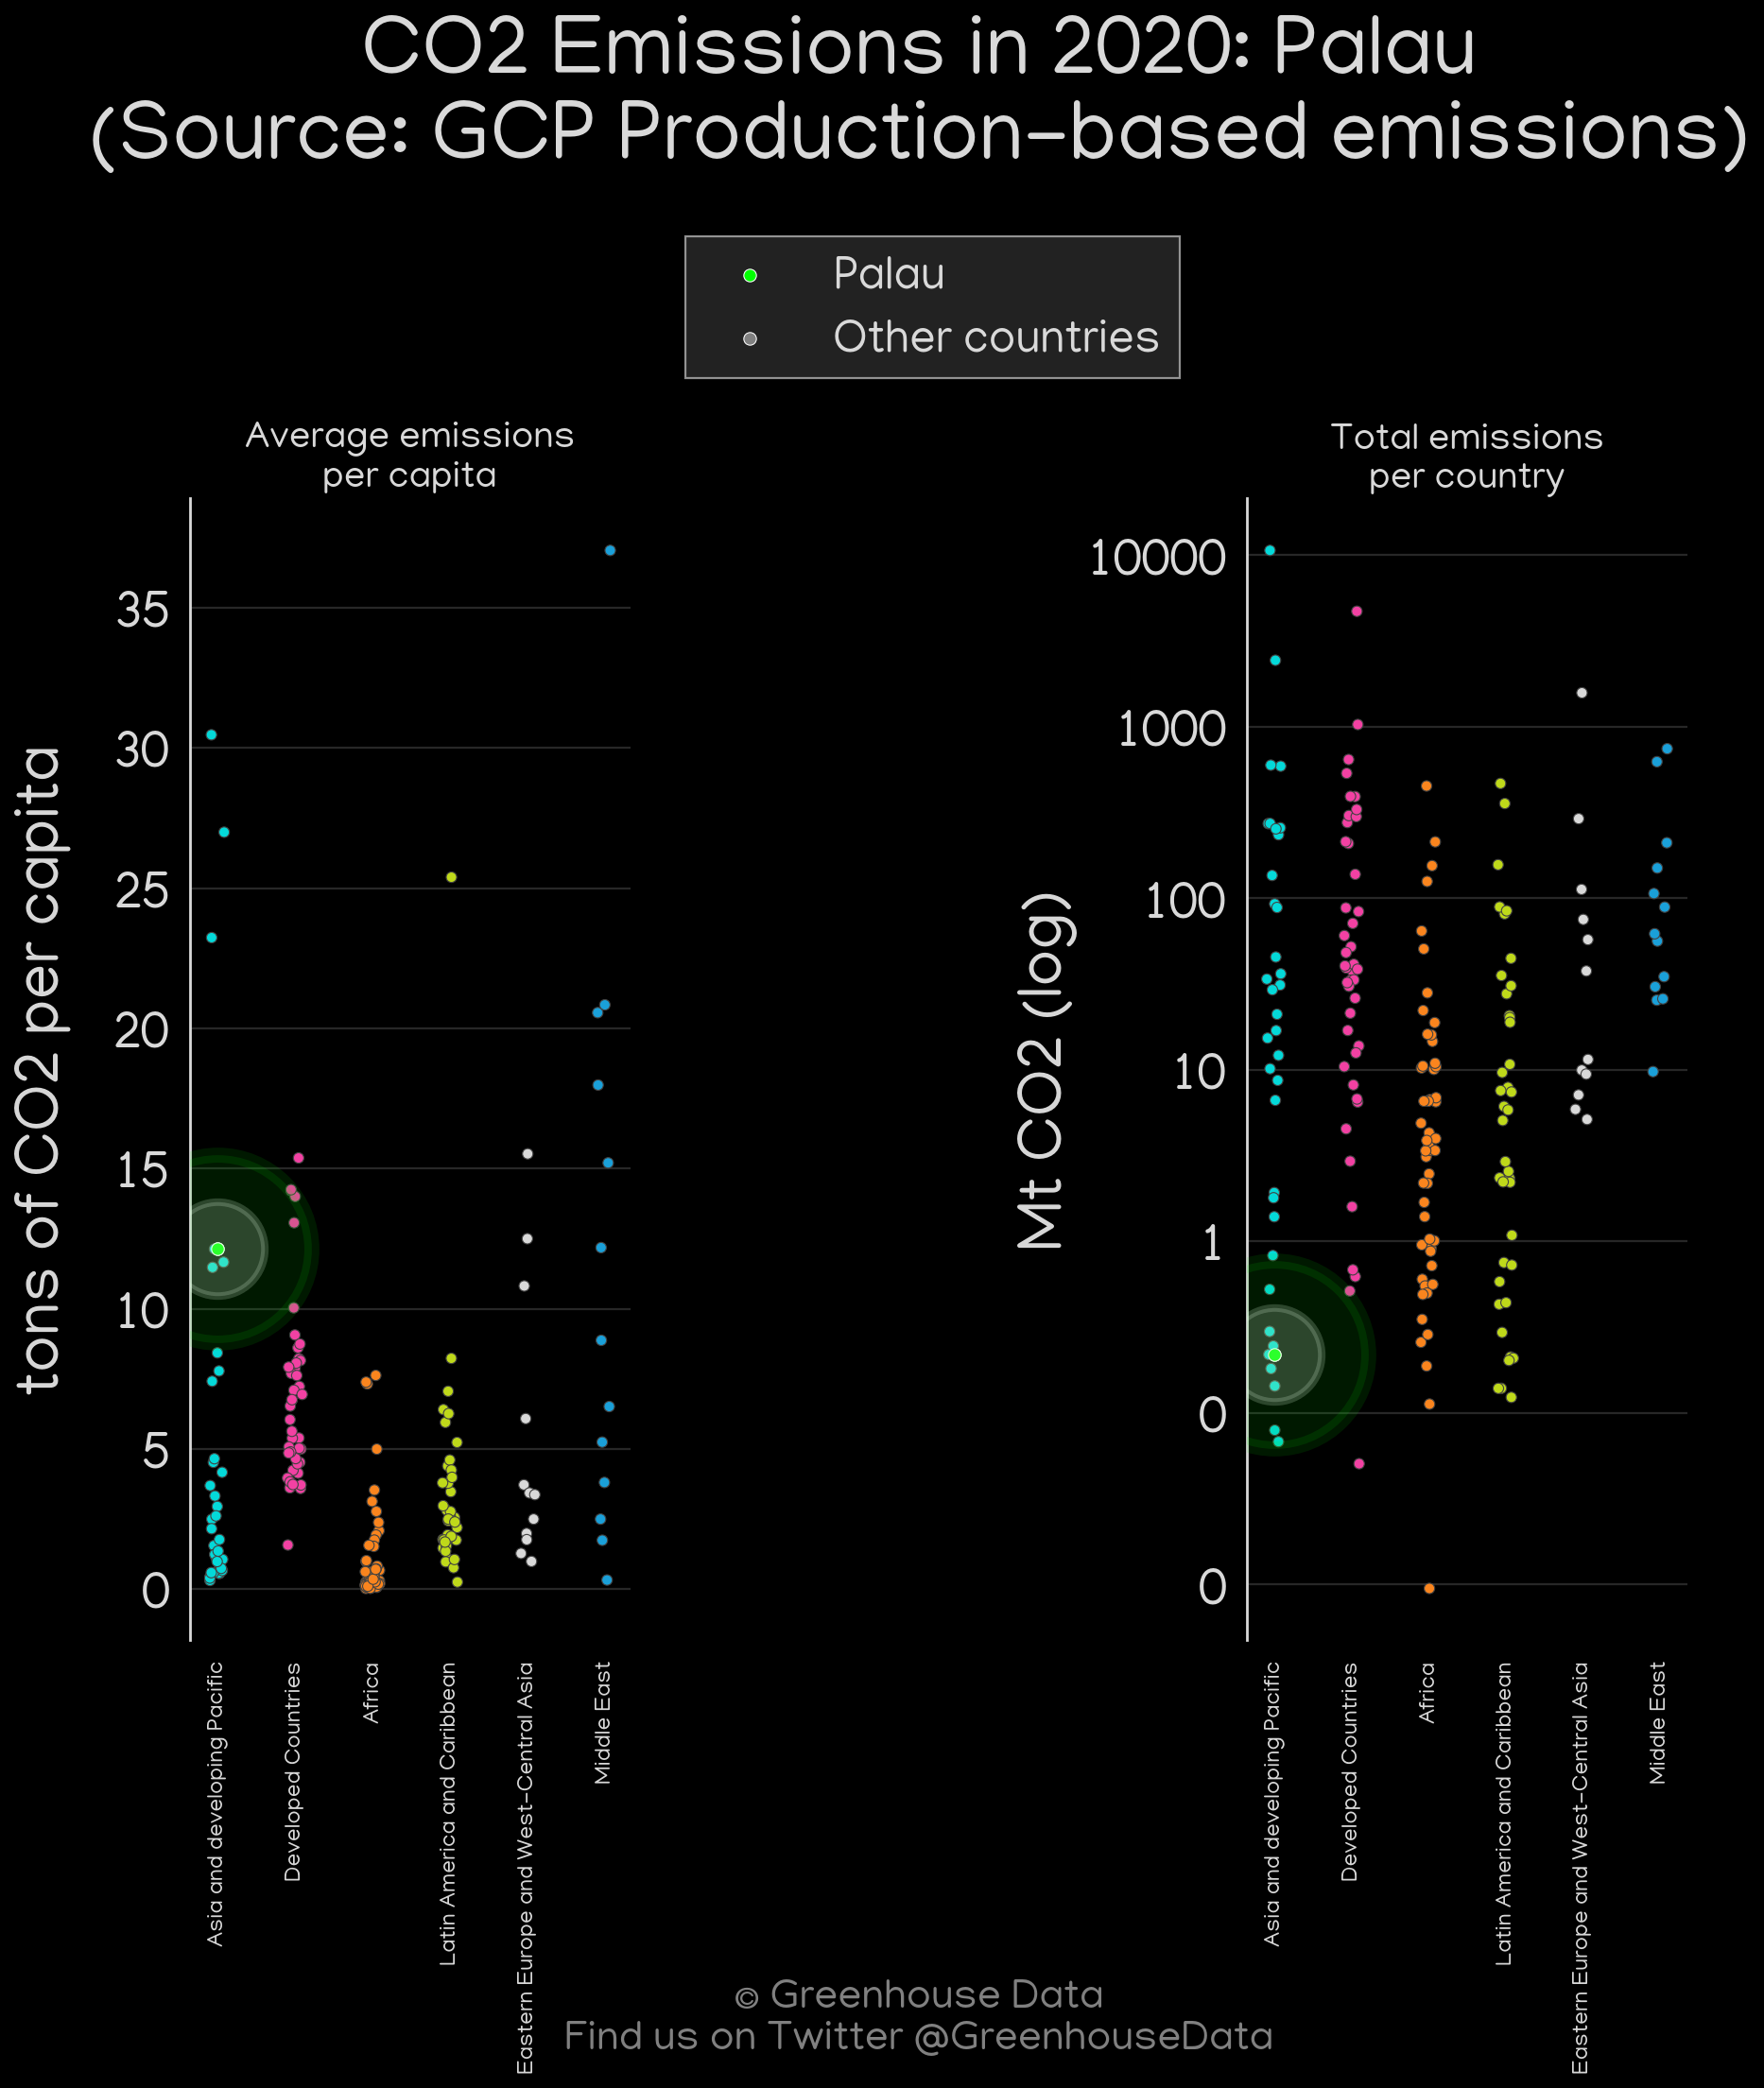 CO2 Emissions in 2020: Palau
(Source: GCP Production-based emissions)
Palau
Other countries
Average emissions
per capita
tons of CO2 per capita
35
30
25
20
15
10
5
0
Asia and developing Pacific
Developed Countries
Africa
Latin America and Caribbean
Eastern Europe and West-Central Asia
Middle East
Total emissions
per country
Mt CO2 (log)
10000
1000
100
10
1
0
0
Asia and developing Pacific
Developed Countries
Africa
Latin America and Caribbean
Eastern Europe and West-Central Asia
Middle East
© Greenhouse Data
Find us on Twitter @GreenhouseData